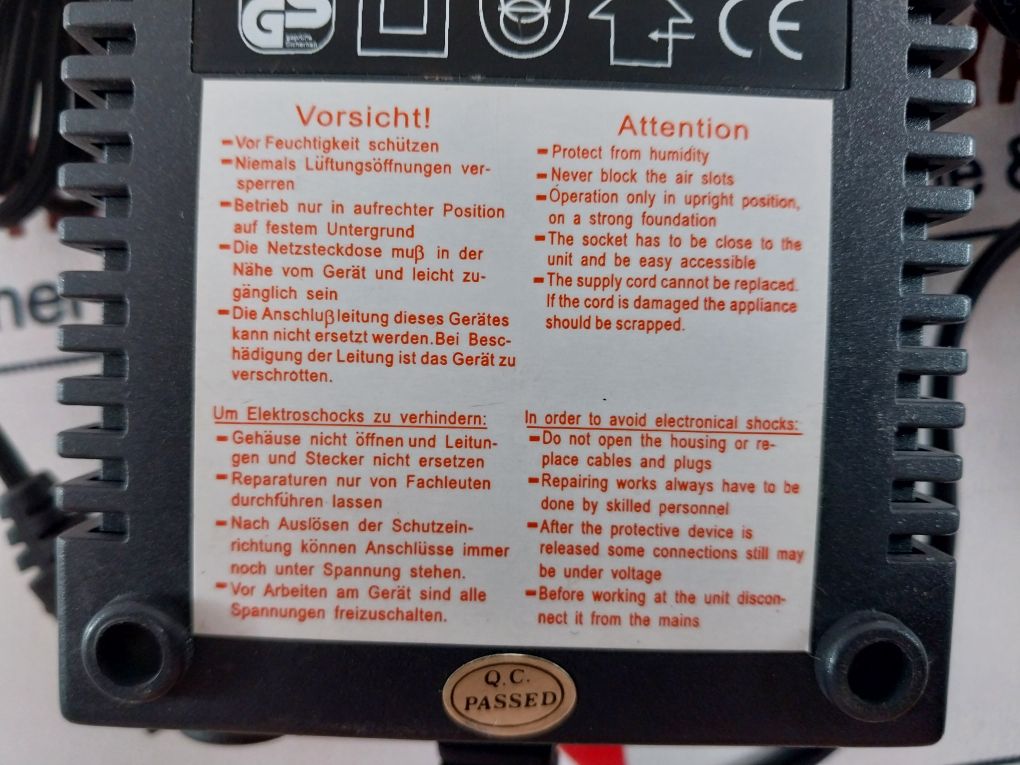 GS
geprüfte
Sicherheit
CE
Vorsicht!
-Vor Feuchtigkeit schützen
-Niemals Lüftungsöffnungen ver-
sperren
-Betrieb nur in aufrechter Position
auf festem Untergrund
-Die Netzsteckdose muβ in der
Nähe vom Gerät und leicht zu-
gänglich sein
-Die Anschluβleitung dieses Gerätes
kann nicht ersetzt werden.Bei Besc-
hädigung der Leitung ist das Gerät zu
verschrotten.
Um Elektroschocks zu verhindern:
-Gehäuse nicht öffnen und Leitun-
gen und Stecker nicht ersetzen
-Reparaturen nur von Fachleuten
durchführen lassen
-Nach Auslösen der Schutzein-
richtung können Anschlüsse immer
noch unter Spannung stehen.
-Vor Arbeiten am Gerät sind alle
Spannungen freizuschalten.
Attention
-Protect from humidity
-Never block the air slots
-Operation only in upright position,
on a strong foundation
-The socket has to be close to the
unit and be easy accessible
-The supply cord cannot be replaced.
If the cord is damaged the appliance
should be scrapped.
In order to avoid electronical shocks:
-Do not open the housing or re-
place cables and plugs
-Repairing works always have to be
done by skilled personnel
-After the protective device is
released some connections still may
be under voltage
-Before working at the unit discon-
nect it from the mains
Q.C.
PASSED